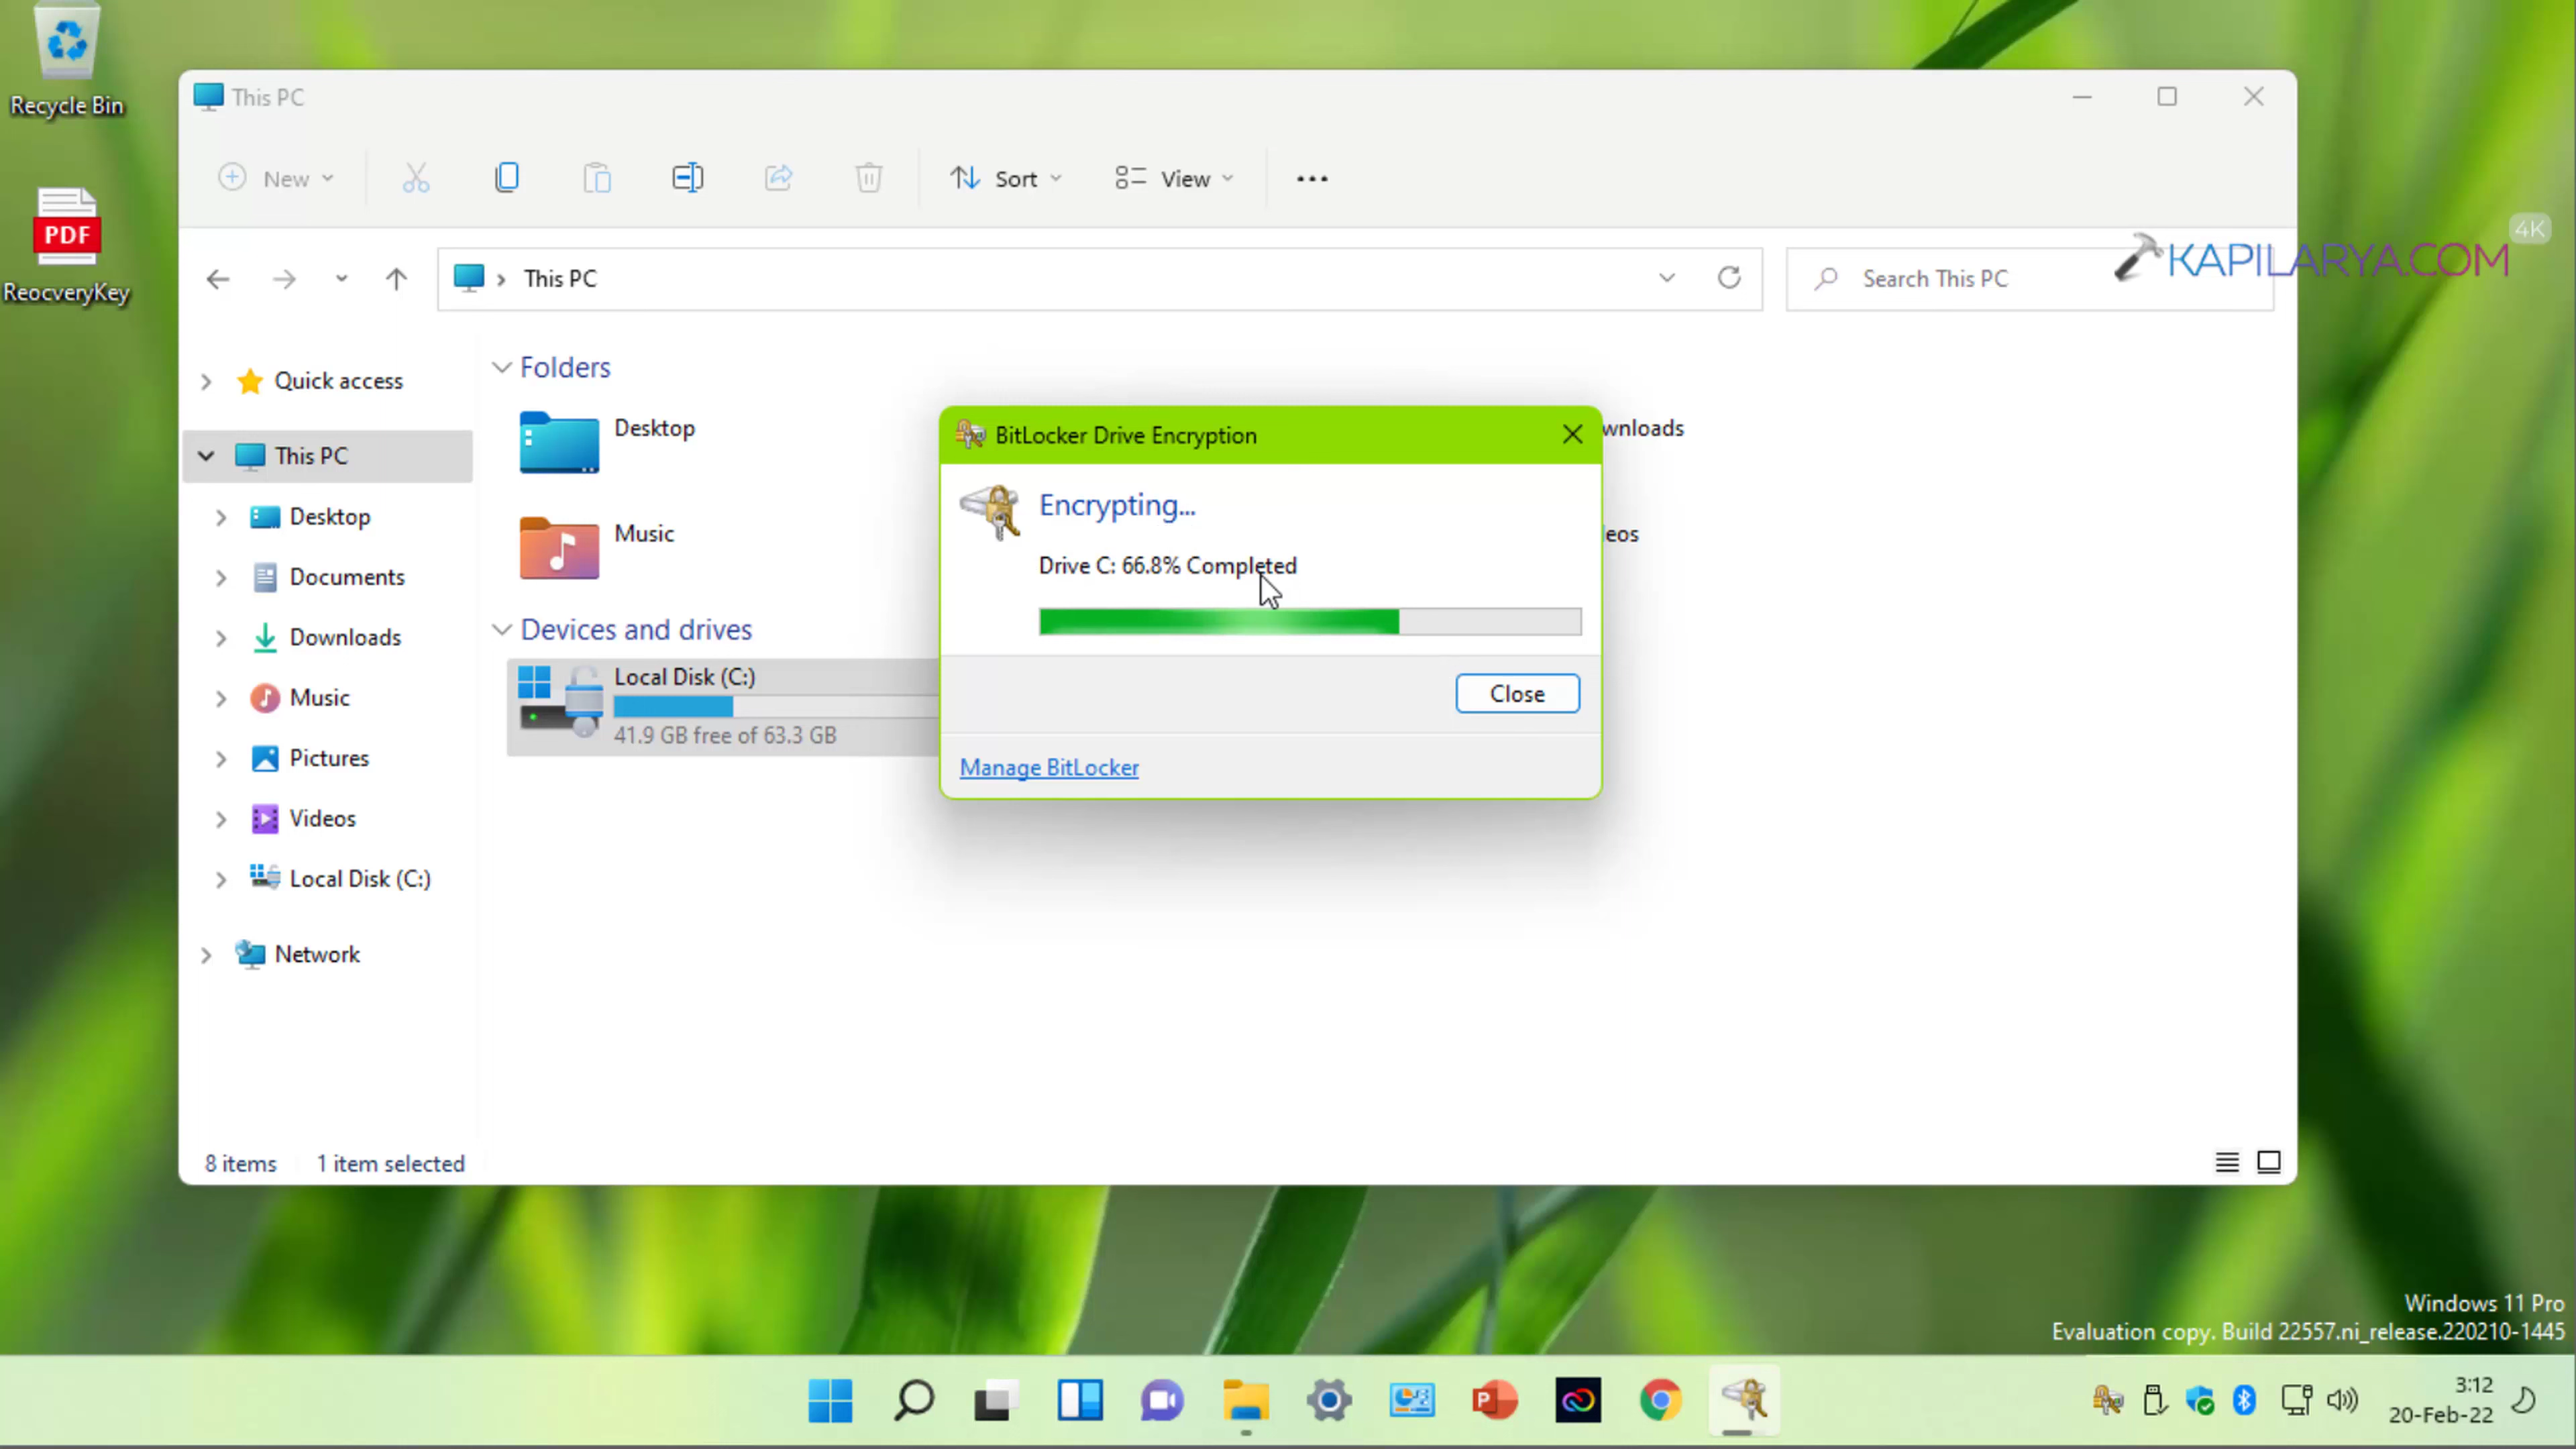 Recycle Bin
PDF
ReocveryKey
This PC
New
Sort
View
This PC
Search This PC
KAPILARYA.COM
4K
Quick access
This PC
Desktop
Documents
Downloads
Music
Pictures
Videos
Local Disk (C:)
Network
Folders
Desktop
wnloads
Music
eos
Devices and drives
Local Disk (C:)
41.9 GB free of 63.3 GB
BitLocker Drive Encryption
Encrypting...
Drive C: 66.8% Completed
Close
Manage BitLocker
8 items 1 item selected
Windows 11 Pro
Evaluation copy. Build 22557.ni_release.220210-1445
P
3:12
20-Feb-22